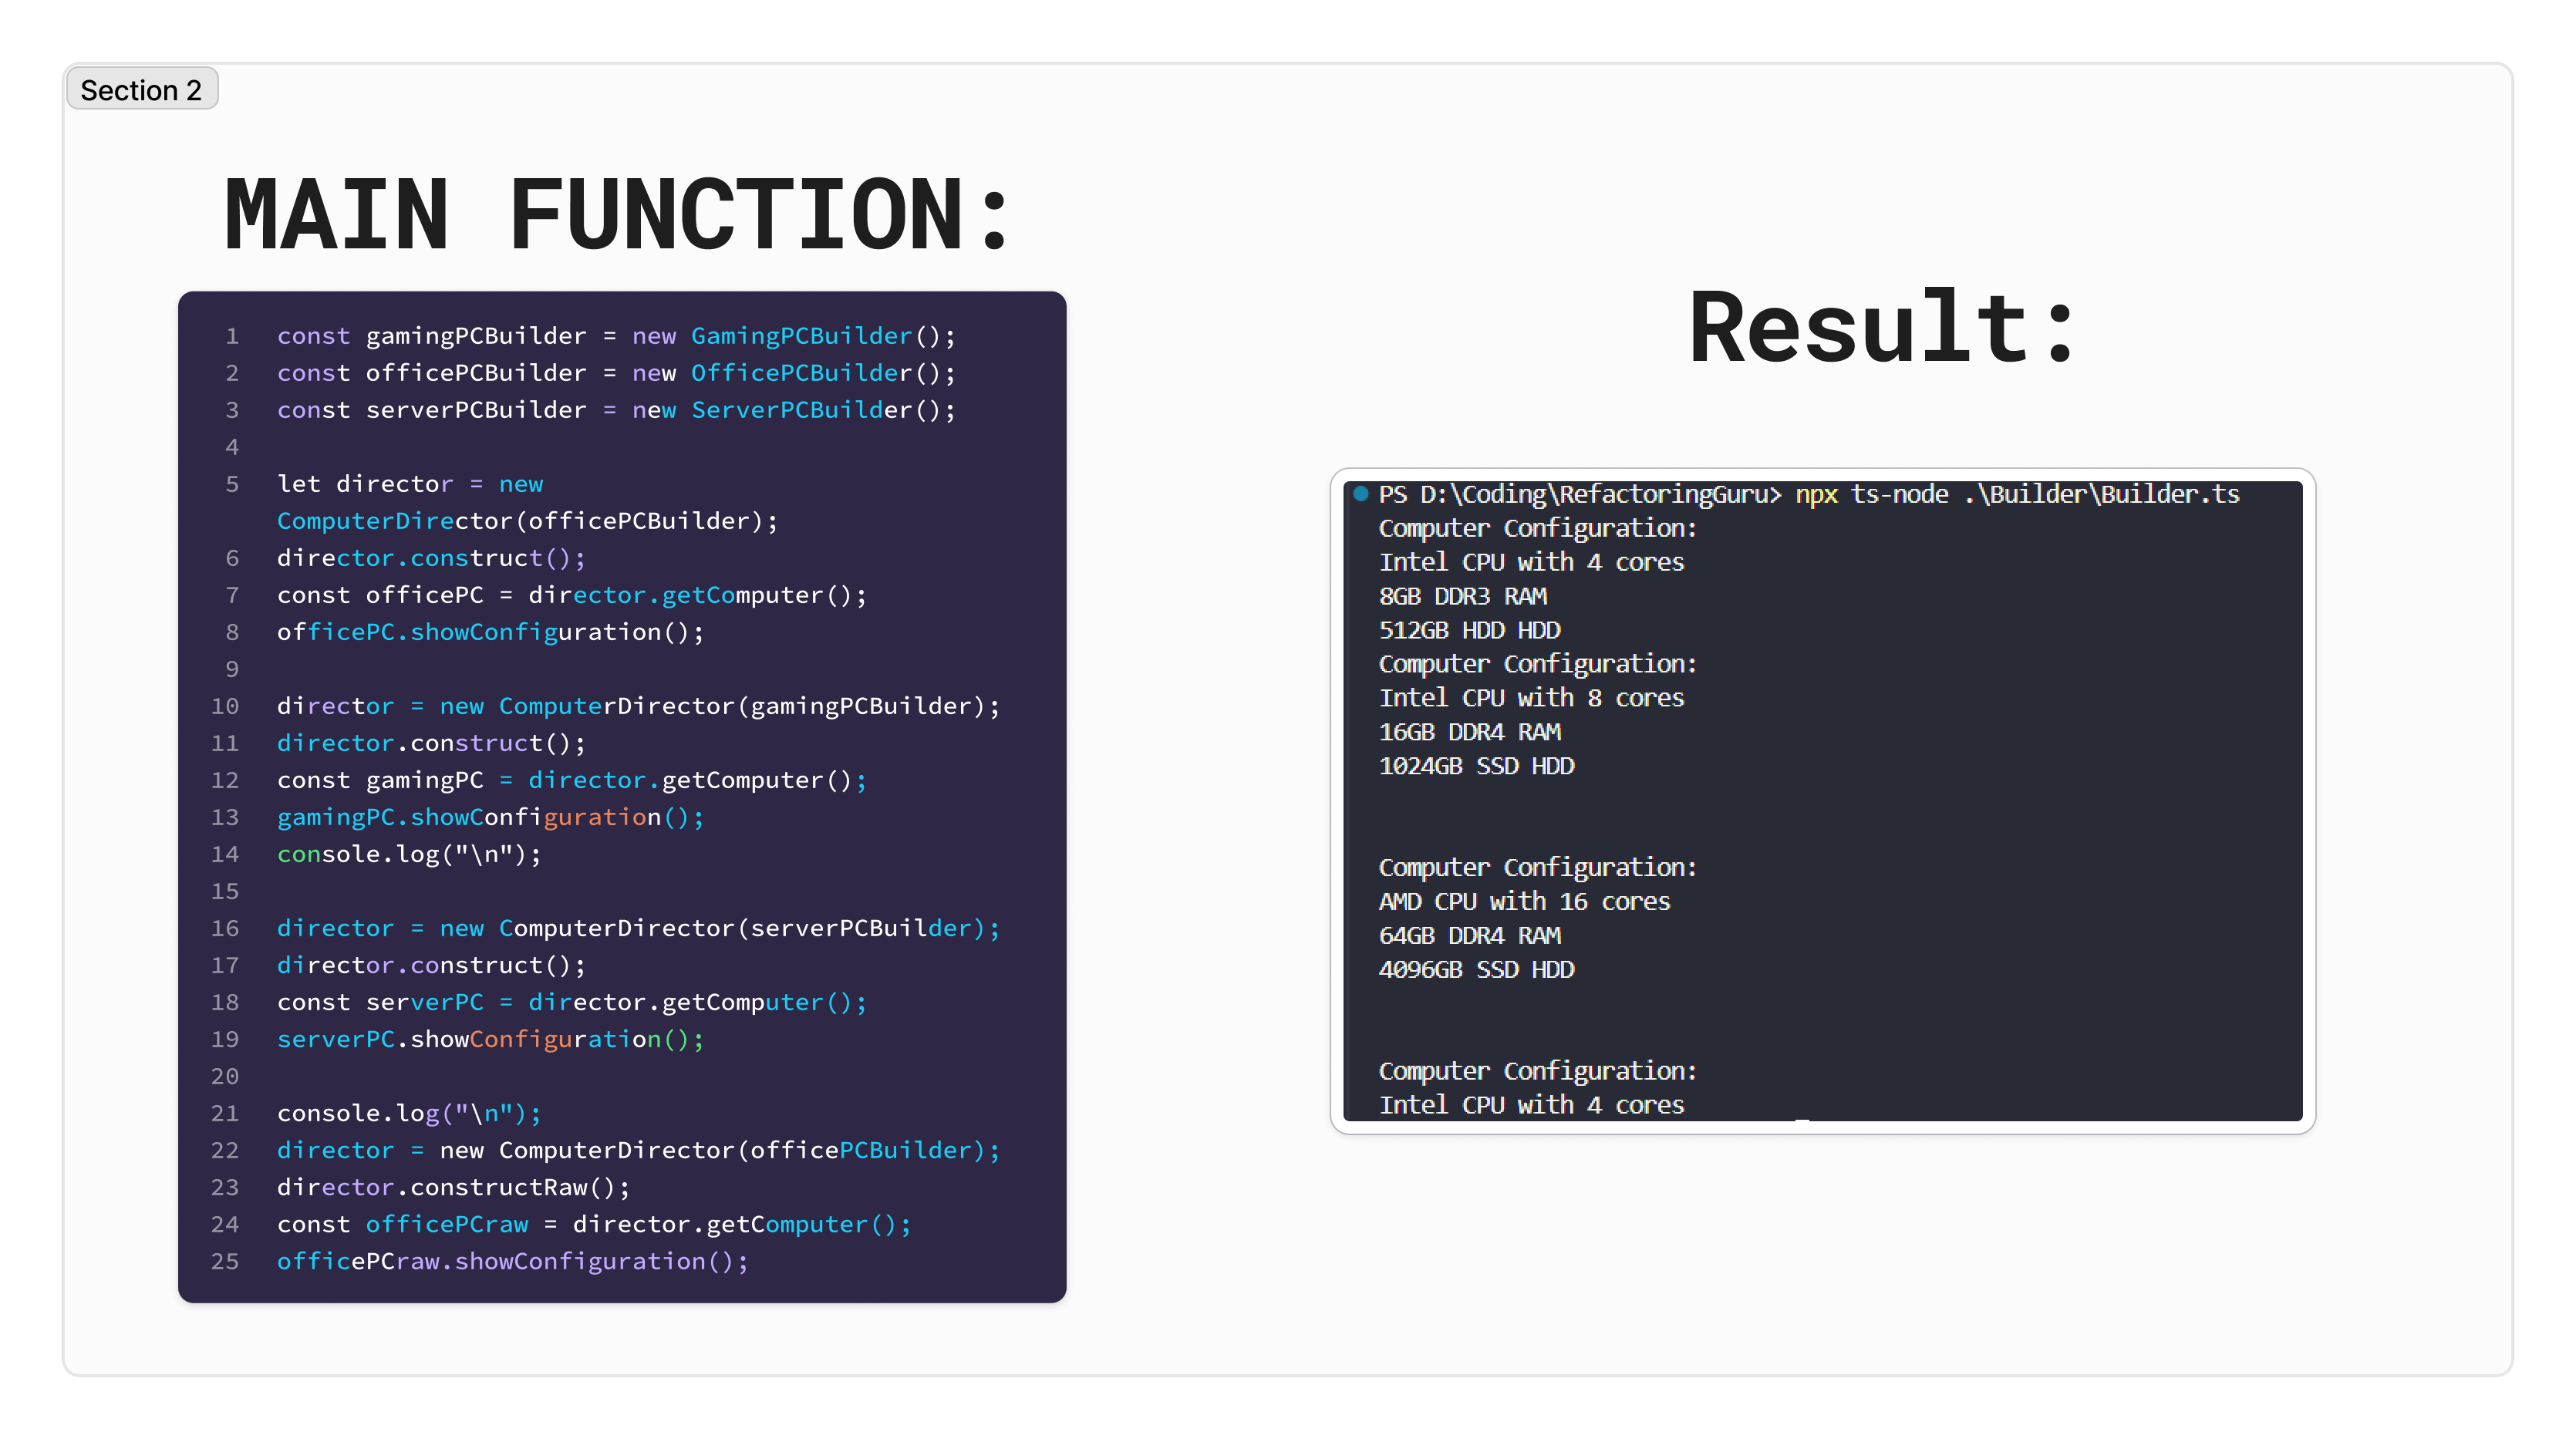 Section 2
MAIN FUNCTION:
1 const gamingPCBuilder = new GamingPCBuilder();
2 const officePCBuilder = new OfficePCBuilder();
3 const serverPCBuilder = new ServerPCBuilder();
4
5 let director = new
ComputerDirector(officePCBuilder);
6 director.construct();
7 const officePC = director.getComputer();
8 officePC.showConfiguration();
9
10 director = new ComputerDirector(gamingPCBuilder);
11 director.construct();
12 const gamingPC = director.getComputer();
13 gamingPC.showConfiguration();
14 console.log("\n");
15
16 director = new ComputerDirector(serverPCBuilder);
17 director.construct();
18 const serverPC = director.getComputer();
19 serverPC.showConfiguration();
20
21 console.log("\n");
22 director = new ComputerDirector(officePCBuilder);
23 director.constructRaw();
24 const officePCraw = director.getComputer();
25 officePCraw.showConfiguration();
Result:
PS D:\Coding\RefactoringGuru> npx ts-node .\Builder\Builder.ts
Computer Configuration:
Intel CPU with 4 cores
8GB DDR3 RAM
512GB HDD HDD
Computer Configuration:
Intel CPU with 8 cores
16GB DDR4 RAM
1024GB SSD HDD
Computer Configuration:
AMD CPU with 16 cores
64GB DDR4 RAM
4096GB SSD HDD
Computer Configuration:
Intel CPU with 4 cores